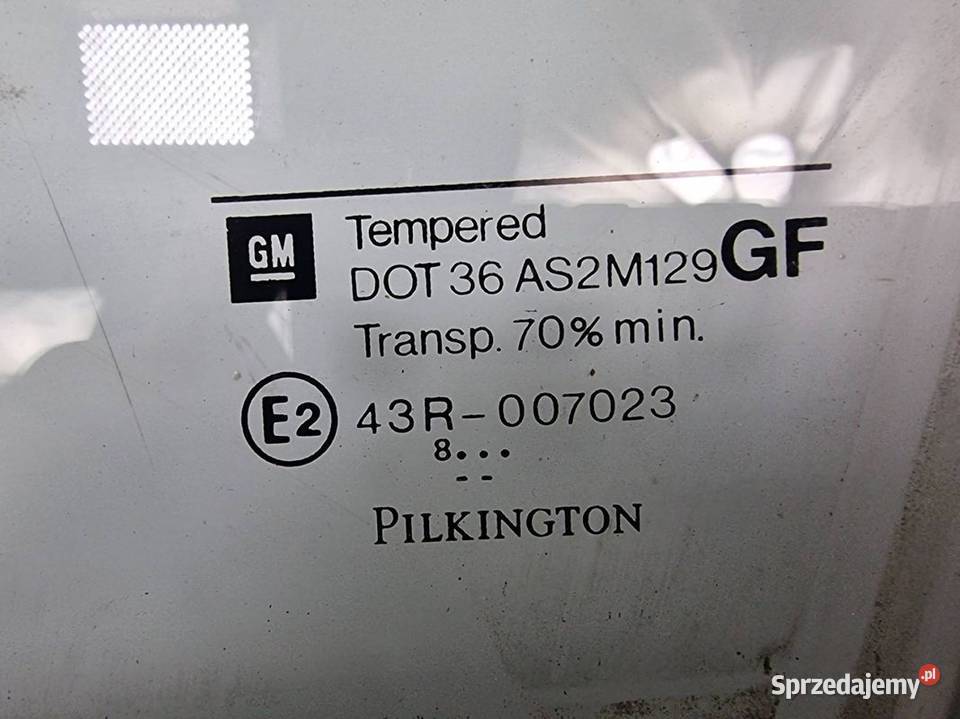 GM
Tempered
DOT 36 AS2 M129 GF
Transp. 70% min.
E2 43R-007023
8...
--
PILKINGTON
Sprzedajemy.pl